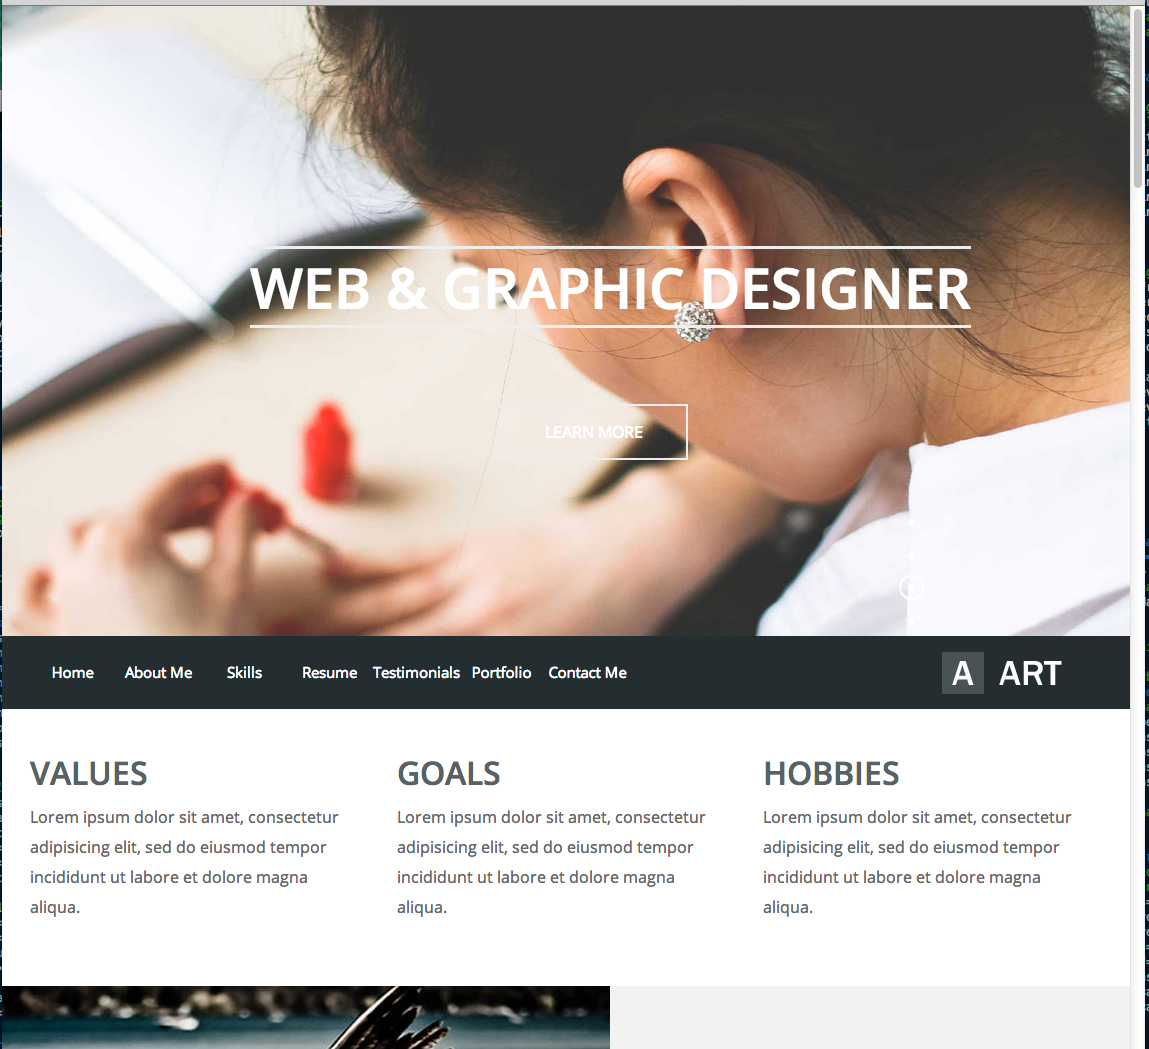 WEB & GRAPHIC DESIGNER
LEARN MORE
Home About Me Skills Resume Testimonials Portfolio Contact Me A ART
VALUES
Lorem ipsum dolor sit amet, consectetur
adipisicing elit, sed do eiusmod tempor
incididunt ut labore et dolore magna
aliqua.
GOALS
Lorem ipsum dolor sit amet, consectetur
adipisicing elit, sed do eiusmod tempor
incididunt ut labore et dolore magna
aliqua.
HOBBIES
Lorem ipsum dolor sit amet, consectetur
adipisicing elit, sed do eiusmod tempor
incididunt ut labore et dolore magna
aliqua.